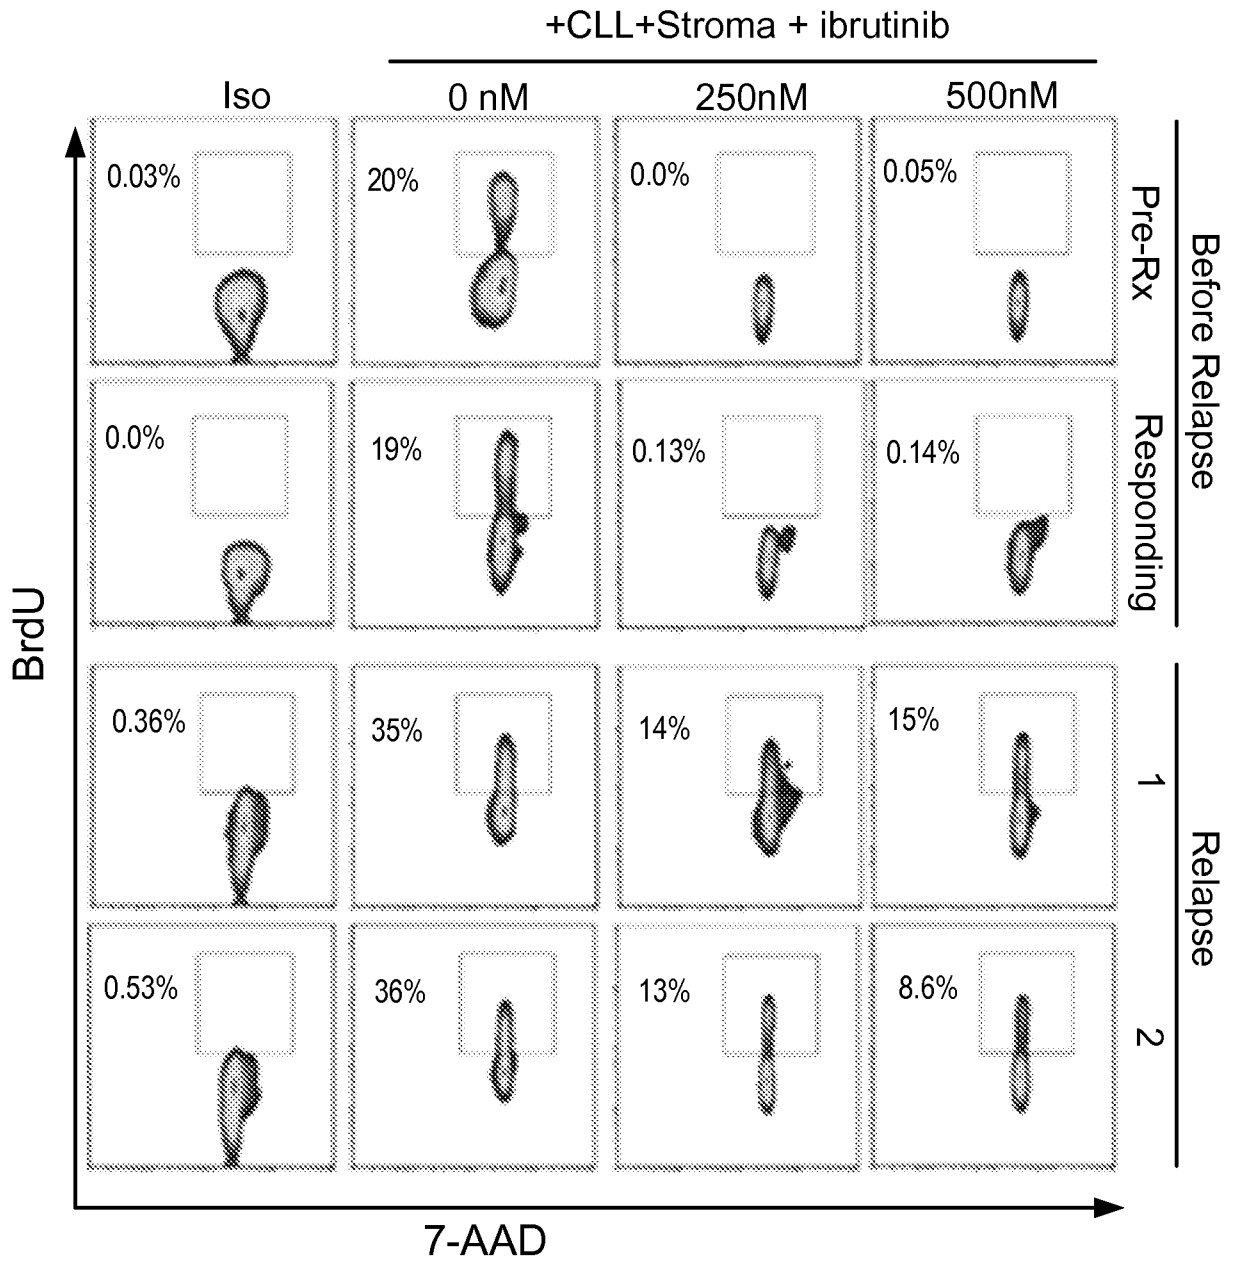 +CLL+Stroma + ibrutinib
Iso 0 nM 250nM 500nM
0.03% 20% 0.0% 0.05%
Pre-Rx
0.0% 19% 0.13% 0.14%
Responding
Before Relapse
0.36% 35% 14% 15%
1
0.53% 36% 13% 8.6%
2
Relapse
BrdU
7-AAD